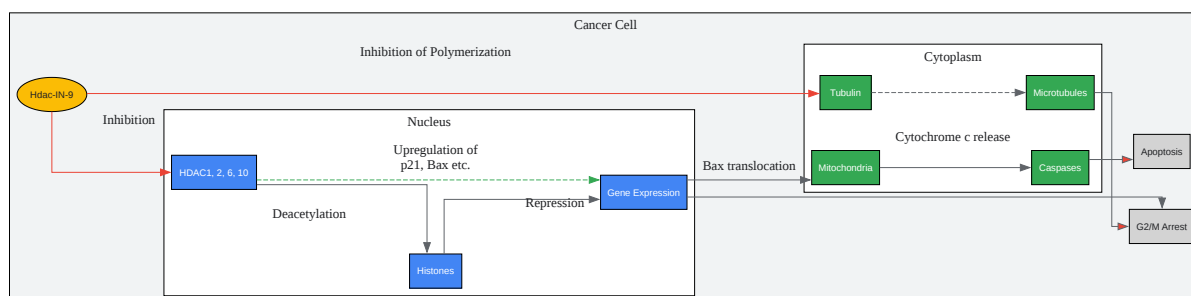 Cancer Cell
Inhibition of Polymerization
Cytoplasm
Hdac-IN-9
Tubulin
Microtubules
Inhibition
Nucleus
Upregulation of
p21, Bax etc.
Cytochrome c release
Apoptosis
HDAC1, 2, 6, 10
Bax translocation
Mitochondria
Caspases
Gene Expression
Repression
Deacetylation
G2/M Arrest
Histones